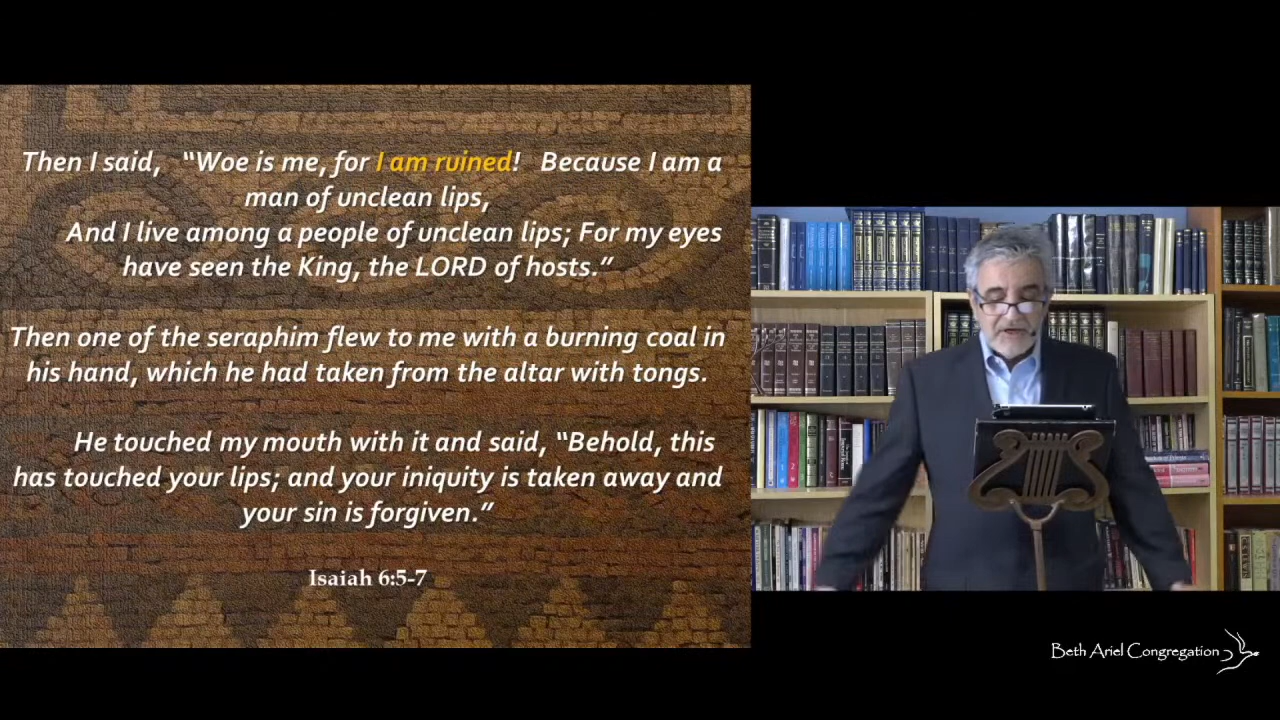 Then I said, “Woe is me, for I am ruined! Because I am a
man of unclean lips,
And I live among a people of unclean lips; For my eyes
have seen the King, the LORD of hosts.”
Then one of the seraphim flew to me with a burning coal in
his hand, which he had taken from the altar with tongs.
He touched my mouth with it and said, “Behold, this
has touched your lips; and your iniquity is taken away and
your sin is forgiven.”
Isaiah 6:5-7
Beth Ariel Congregation